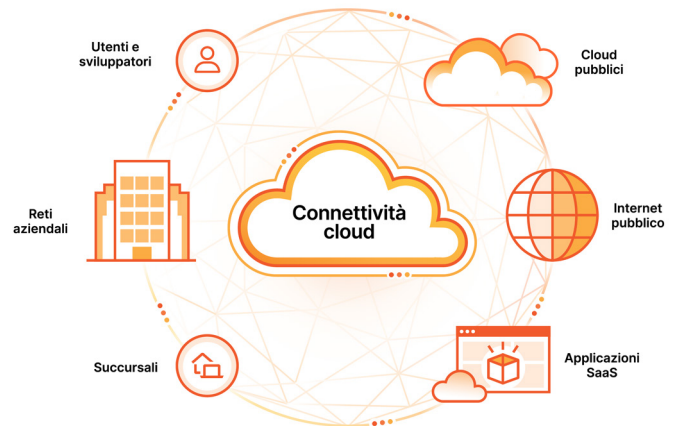 Utenti e
sviluppatori
Cloud
pubblici
Connettività
cloud
Reti
aziendali
Internet
pubblico
Succursali
Applicazioni
SaaS